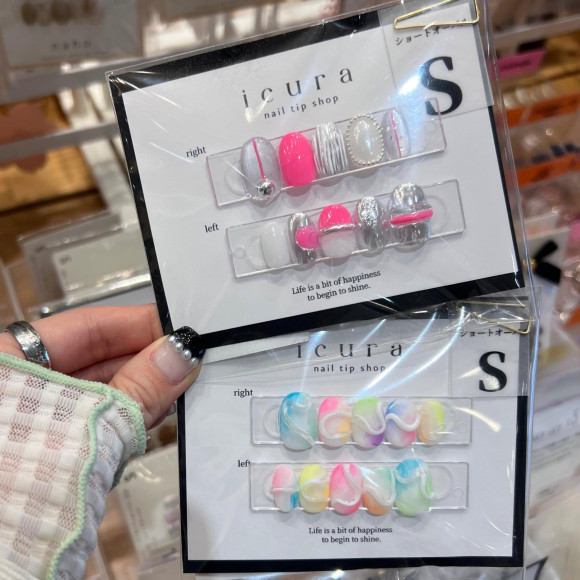 ショートオー
S
icura
nail tip shop
right
left
Life is a bit of happiness
to begin to shine.
ショートオー
S
icura
nail tip shop
right
left
Life is a bit of happiness
to begin to shine.